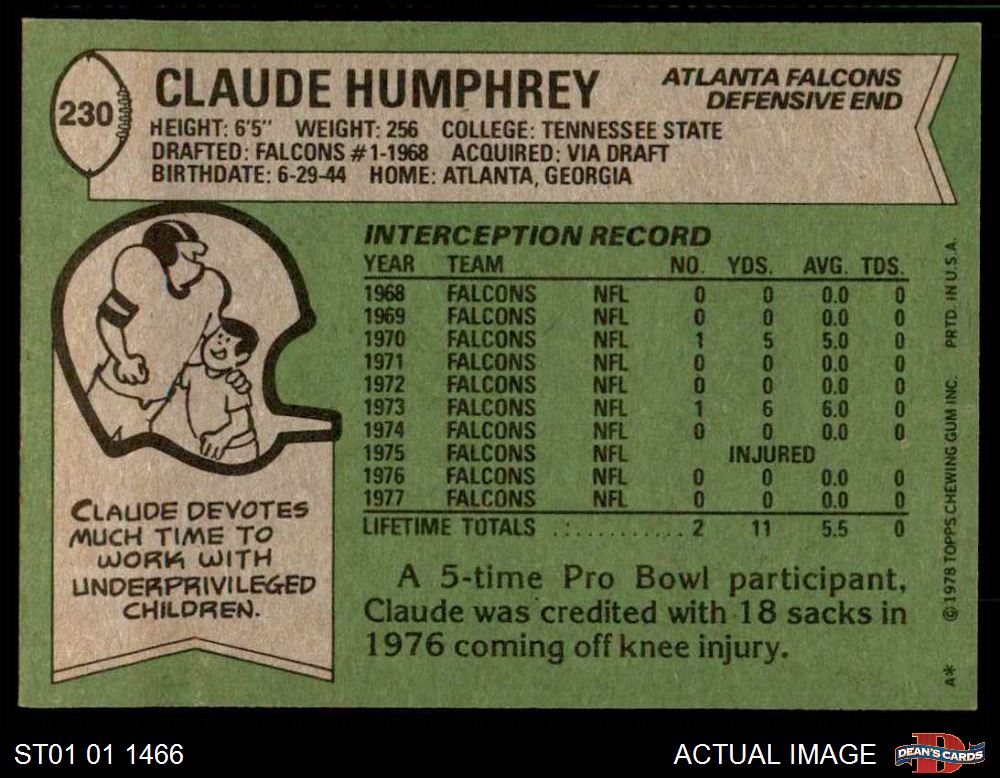 230
CLAUDE HUMPHREY
ATLANTA FALCONS
DEFENSIVE END
HEIGHT: 6'5" WEIGHT: 256 COLLEGE: TENNESSEE STATE
DRAFTED: FALCONS #1-1968 ACQUIRED: VIA DRAFT
BIRTHDATE: 6-29-44 HOME: ATLANTA, GEORGIA
INTERCEPTION RECORD
YEAR TEAM NO. YDS. AVG. TDS.
1968 FALCONS NFL 0 0 0.0 0
1969 FALCONS NFL 0 0 0.0 0
1970 FALCONS NFL 1 5 5.0 0
1971 FALCONS NFL 0 0 0.0 0
1972 FALCONS NFL 0 0 0.0 0
1973 FALCONS NFL 1 6 6.0 0
1974 FALCONS NFL 0 0 0.0 0
1975 FALCONS NFL INJURED
1976 FALCONS NFL 0 0 0.0 0
1977 FALCONS NFL 0 0 0.0 0
LIFETIME TOTALS ............ 2 11 5.5 0
A 5-time Pro Bowl participant,
Claude was credited with 18 sacks in
1976 coming off knee injury.
CLAUDE DEVOTES
MUCH TIME TO
WORK WITH
UNDERPRIVILEGED
CHILDREN.
A* ©1978 TOPPS CHEWING GUM INC. PRTD. IN U.S.A.
ST01 01 1466
ACTUAL IMAGE
D
DEAN'S CARDS